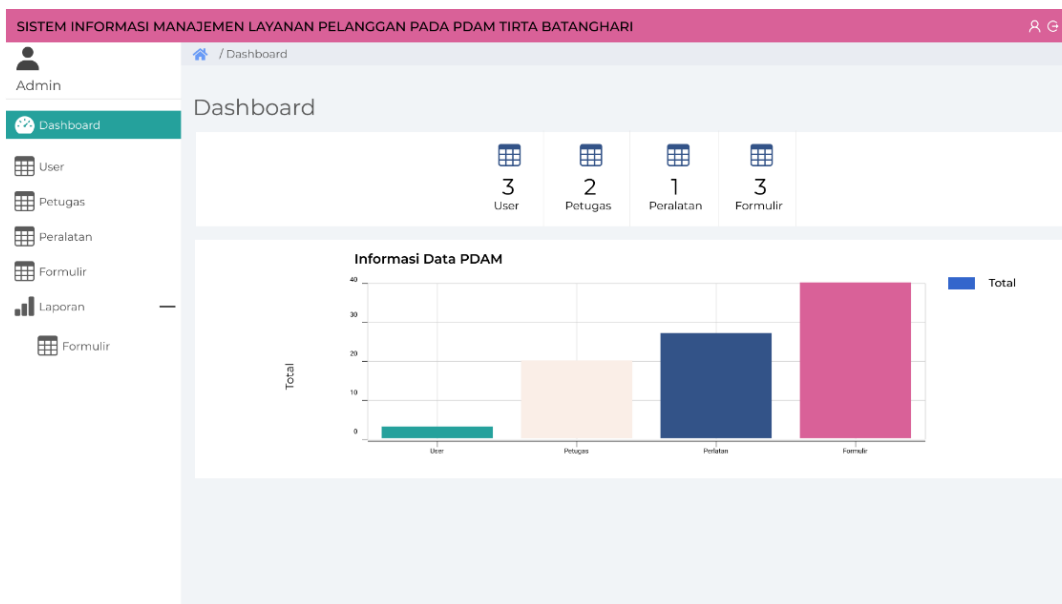 SISTEM INFORMASI MANAJEMEN LAYANAN PELANGGAN PADA PDAM TIRTA BATANGHARI
Admin
/ Dashboard
Dashboard
Dashboard
User
Petugas
Peralatan
Formulir
Laporan
Formulir
3
User
2
Petugas
1
Peralatan
3
Formulir
Informasi Data PDAM
Total
40
30
20
10
0
Total
User
Petugas
Perlatan
Formulir